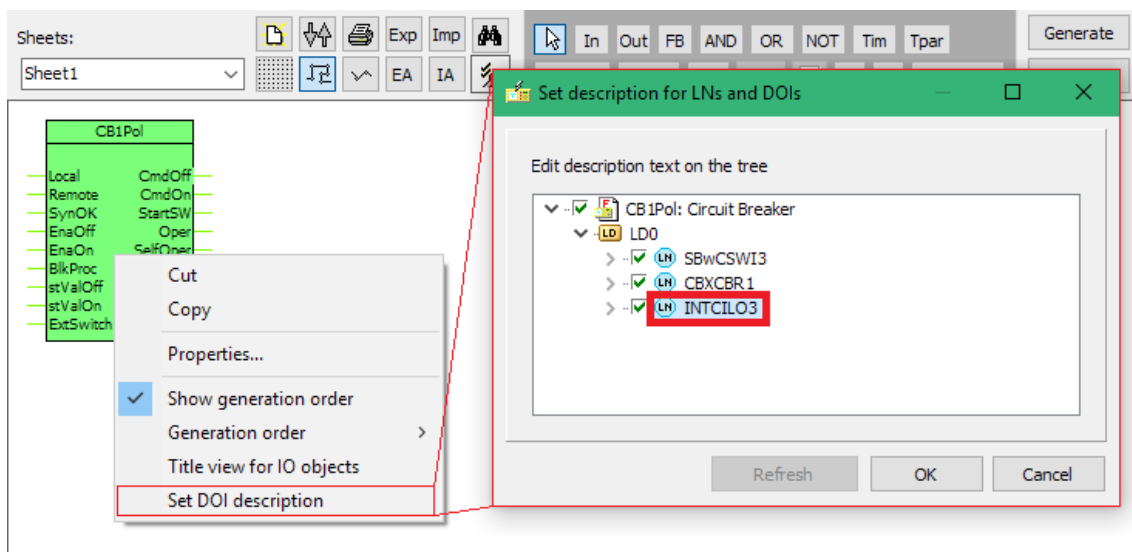 Sheets:
Exp Imp
In Out FB AND OR NOT Tim Tpar
Generate
Sheet1
EA IA
Set description for LNs and DOIs
CB1Pol
Local CmdOff
Remote CmdOn
SynOK StartSW
EnaOff Oper
EnaOn SelfOper
BlkProc
stValOff
stValOn
ExtSwitch
Cut
Copy
Properties...
Show generation order
Generation order
Title view for IO objects
Set DOI description
Edit description text on the tree
CB1Pol: Circuit Breaker
LD LD0
LN SBwCSWI3
LN CBXCBR1
LN INTCILO3
Refresh OK Cancel